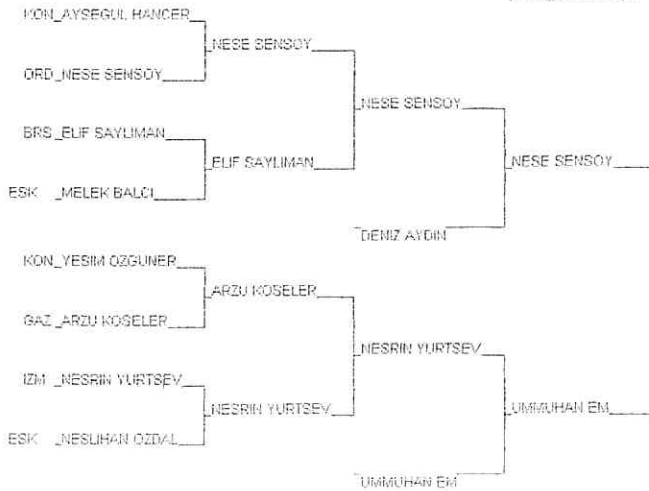 KON_AYSEGUL HANCER
NESE SENSOY
ORD_NESE SENSOY
NESE SENSOY
BRS_ELIF SAYLIMAN
ELIF SAYLIMAN
NESE SENSOY
ESK _MELEK BALCI
DENIZ AYDIN
KON_YESIM OZGUNER
ARZU KOSELER
GAZ_ARZU KOSELER
NESRIN YURTSEV
IZM _NESRIN YURTSEV
NESRIN YURTSEV
UMMUHAN EM
ESK _NESLIHAN OZDAL
UMMUHAN EM